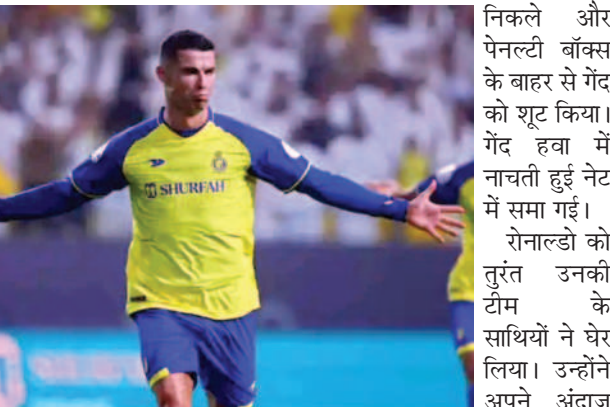 SHURFAH
निकले और
पेनल्टी बॉक्स
के बाहर से गेंद
को शूट किया।
गेंद हवा में
नाचती हुई नेट
में समा गई।
रोनाल्डो को
तुरंत उनकी
टीम के
साथियों ने घेर
लिया। उन्होंने
अपने अंदाज